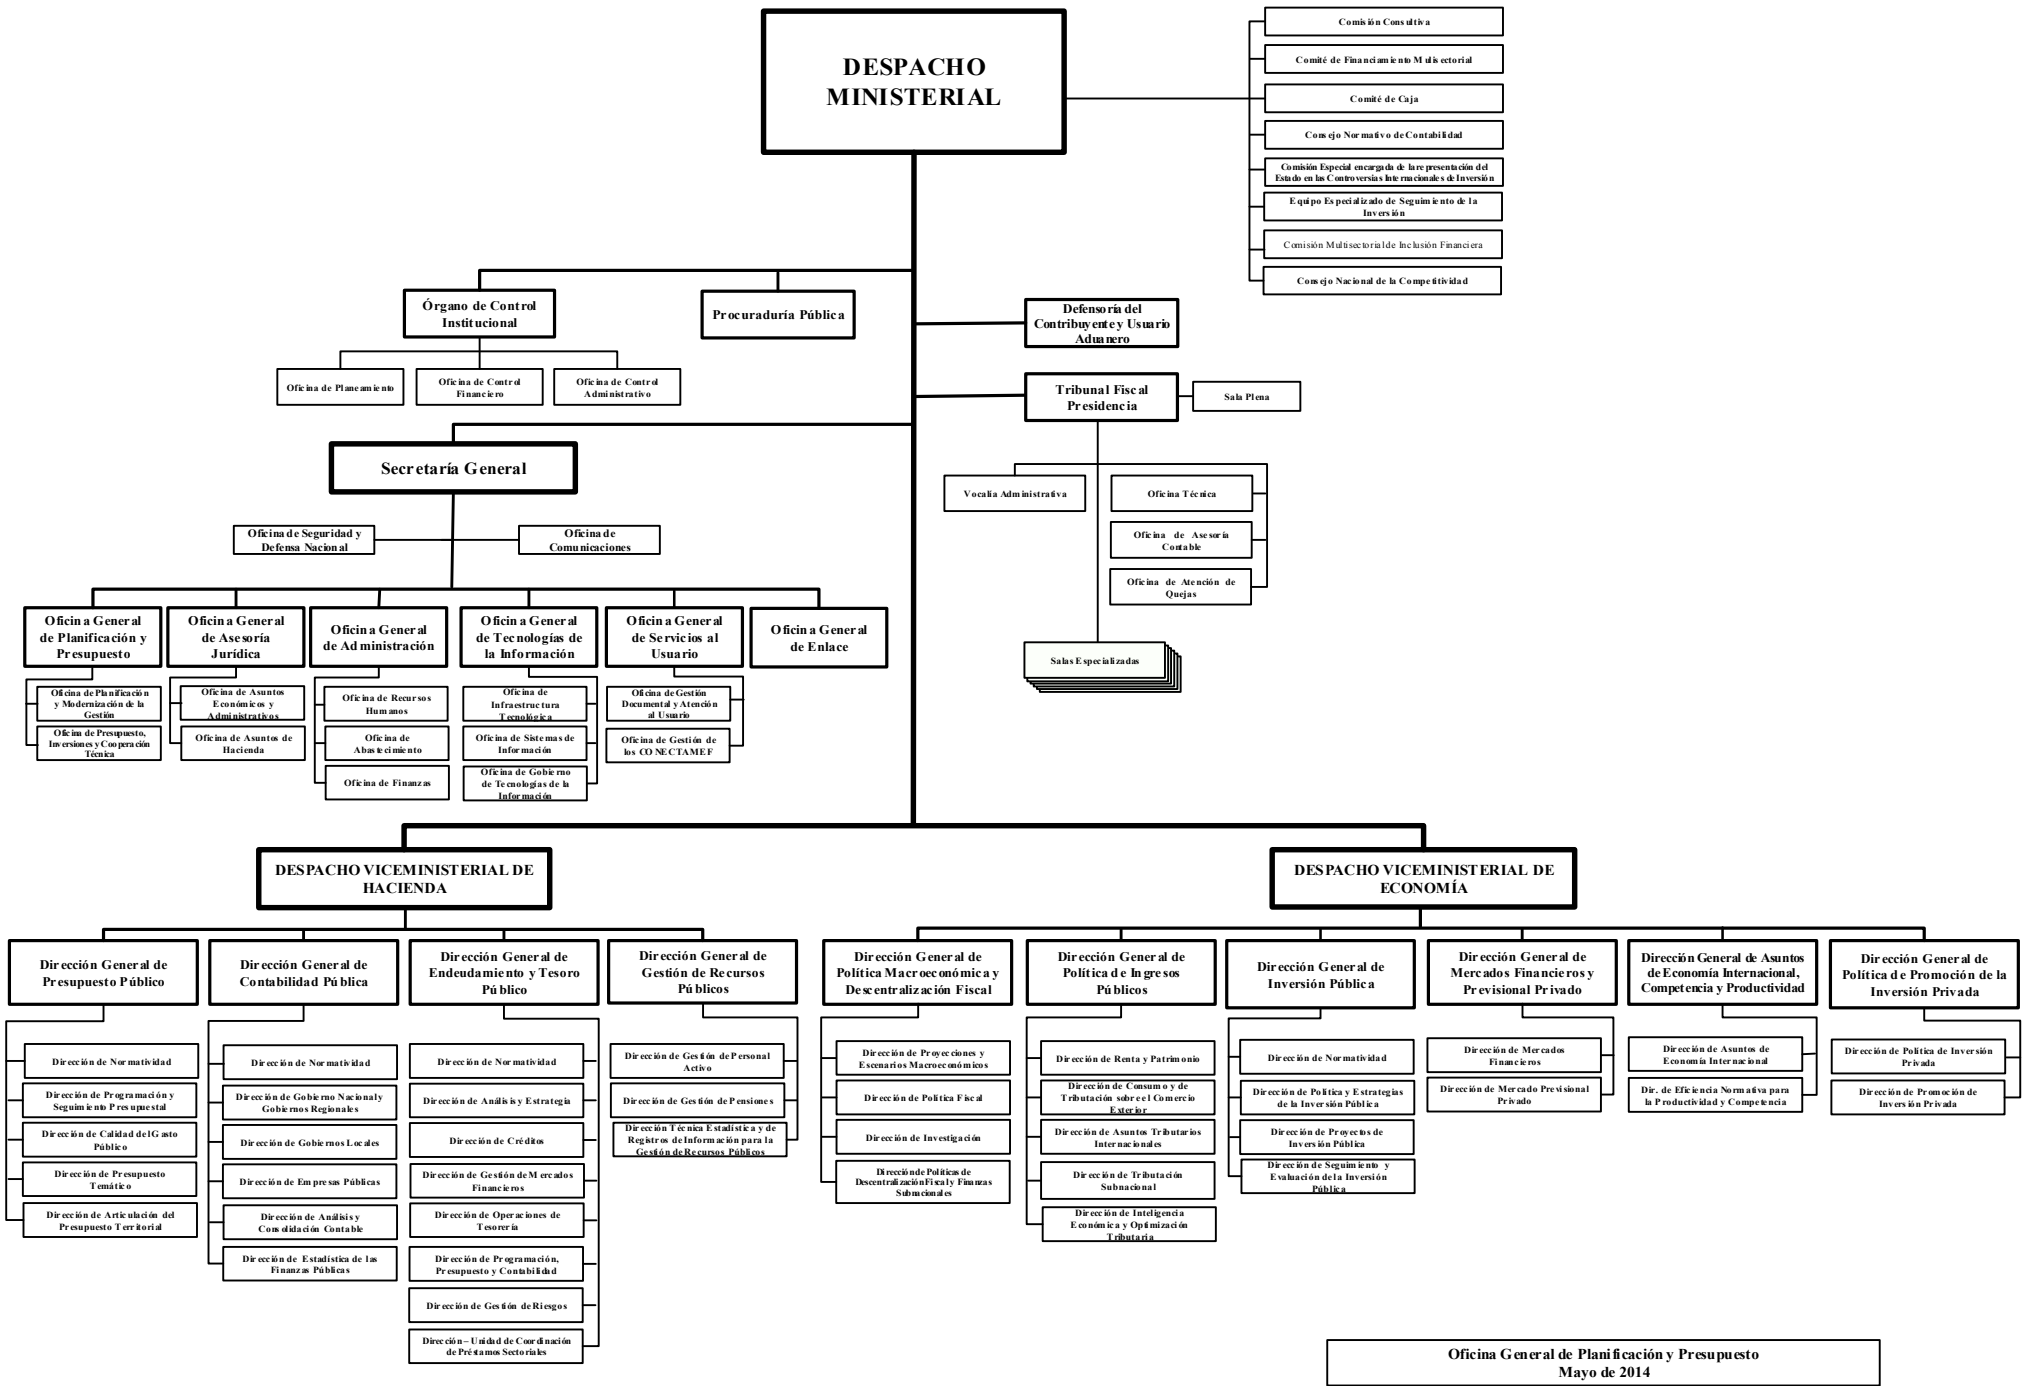 DESPACHO
MINISTERIAL
Comisión Consultiva
Comité de Financiamiento Mulisectorial
Comité de Caja
Consejo Normativo de Contabilidad
Comisión Especial encargada de la representación del
Estado en las Controversias Internacionales de Inversión
Equipo Especializado de Seguimiento de la
Inversión
Comisión Multisectorial de Inclusión Financiera
Consejo Nacional de la Competitividad
Órgano de Control
Institucional
Procuraduría Pública
Oficina de Planeamiento
Oficina de Control
Financiero
Oficina de Control
Administrativo
Defensoría del
Contribuyente y Usuario
Aduanero
Tribunal Fiscal
Presidencia
Sala Plena
Vocalía Administrativa
Oficina Técnica
Oficina de Asesoría
Contable
Oficina de Atención de
Quejas
Salas Especializadas
Secretaría General
Oficina de Seguridad y
Defensa Nacional
Oficina de
Comunicaciones
Oficina General
de Planificación y
Presupuesto
Oficina General
de Asesoría
Jurídica
Oficina General
de Administración
Oficina General
de Tecnologías de
la Información
Oficina General
de Servicios al
Usuario
Oficina General
de Enlace
Oficina de Planificación
y Modernización de la
Gestión
Oficina de Presupuesto,
Inversiones y Cooperación
Técnica
Oficina de Asuntos
Económicos y
Administrativos
Oficina de Asuntos de
Hacienda
Oficina de Recursos
Humanos
Oficina de
Abastecimiento
Oficina de Finanzas
Oficina de
Infraestructura
Tecnológica
Oficina de Sistemas de
Información
Oficina de Gobierno
de Tecnologías de la
Información
Oficina de Gestión
Documental y Atención
al Usuario
Oficina de Gestión de
los CONECTAMEF
DESPACHO VICEMINISTERIAL DE
HACIENDA
DESPACHO VICEMINISTERIAL DE
ECONOMÍA
Dirección General de
Presupuesto Público
Dirección General de
Contabilidad Pública
Dirección General de
Endeudamiento y Tesoro
Público
Dirección General de
Gestión de Recursos
Públicos
Dirección General de
Política Macroeconómica y
Descentralización Fiscal
Dirección General de
Política de Ingresos
Públicos
Dirección General de
Inversión Pública
Dirección General de
Mercados Financieros y
Previsional Privado
Dirección General de Asuntos
de Economía Internacional,
Competencia y Productividad
Dirección General de
Política de Promoción de la
Inversión Privada
Dirección de Normatividad
Dirección de Programación y
Seguimiento Presupuestal
Dirección de Calidad del Gasto
Público
Dirección de Presupuesto
Temático
Dirección de Articulación del
Presupuesto Territorial
Dirección de Normatividad
Dirección de Gobierno Nacional y
Gobiernos Regionales
Dirección de Gobiernos Locales
Dirección de Empresas Públicas
Dirección de Análisis y
Consolidación Contable
Dirección de Estadística de las
Finanzas Públicas
Dirección de Normatividad
Dirección de Análisis y Estrategia
Dirección de Créditos
Dirección de Gestión de Mercados
Financieros
Dirección de Operaciones de
Tesorería
Dirección de Programación,
Presupuesto y Contabilidad
Dirección de Gestión de Riesgos
Dirección – Unidad de Coordinación
de Préstamos Sectoriales
Dirección de Gestión de Personal
Activo
Dirección de Gestión de Pensiones
Dirección Técnica Estadística y de
Registros de Información para la
Gestión de Recursos Públicos
Dirección de Proyecciones y
Escenarios Macroeconómicos
Dirección de Política Fiscal
Dirección de Investigación
Dirección de Políticas de
Descentralización Fiscal y Finanzas
Subnacionales
Dirección de Renta y Patrimonio
Dirección de Consumo y de
Tributación sobre el Comercio
Exterior
Dirección de Asuntos Tributarios
Internacionales
Dirección de Tributación
Subnacional
Dirección de Inteligencia
Económica y Optimización
Tributaria
Dirección de Normatividad
Dirección de Política y Estrategias
de la Inversión Pública
Dirección de Proyectos de
Inversión Pública
Dirección de Seguimiento y
Evaluación de la Inversión
Pública
Dirección de Mercados
Financieros
Dirección de Mercado Previsional
Privado
Dirección de Asuntos de
Economía Internacional
Dir. de Eficiencia Normativa para
la Productividad y Competencia
Dirección de Política de Inversión
Privada
Dirección de Promoción de
Inversión Privada
Oficina General de Planificación y Presupuesto
Mayo de 2014